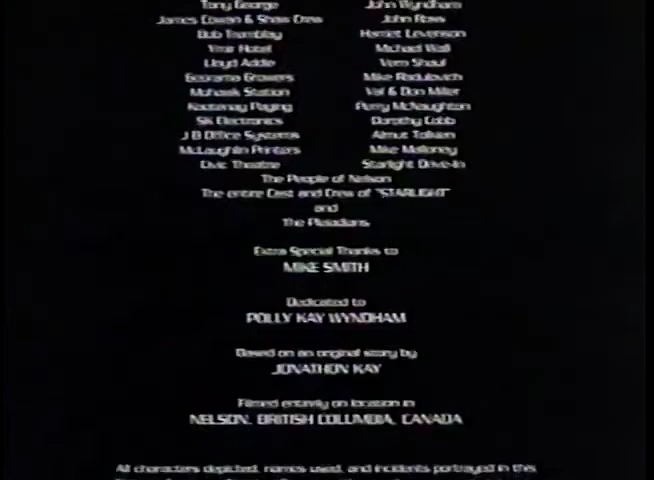 Tony George John Wyndham
James Cowan & Shaw Crew John Rows
Bob Tremblay Harriet Levenson
Ymir Hotel Michael Wall
Lloyd Addie Vern Shaul
Georama Growers Mike Radulovich
Mohawk Station Val & Don Miller
Kootenay Paging Perry McNaughton
SK Electronics Dorothy Cobb
J B Office Systems Almut Tolkien
McLaughlin Printers Mike Malloney
Civic Theatre Starlight Drive-In
The People of Nelson
The entire Cast and Crew of "STARLIGHT"
and
The Pleiadians
Extra Special Thanks to
MIKE SMITH
Dedicated to
POLLY KAY WYNDHAM
Based on an original story by
JONATHON KAY
Filmed entirely on location in
NELSON, BRITISH COLUMBIA, CANADA
All characters depicted, names used, and incidents portrayed in this